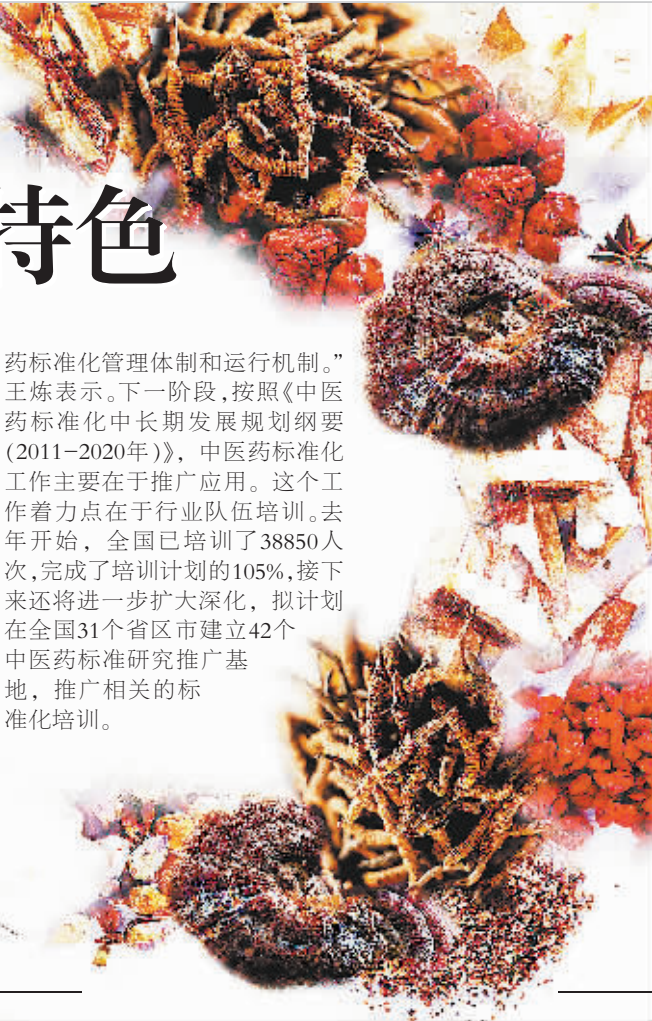 特色
药标准化管理体制和运行机制。”
王炼表示。下一阶段,按照《中医
药标准化中长期发展规划纲要
(2011-2020年)》，中医药标准化
工作主要在于推广应用。这个工
作着力点在于行业队伍培训。去
年开始，全国已培训了38850人
次,完成了培训计划的105%,接下
来还将进一步扩大深化，拟计划
在全国31个省区市建立42个
中医药标准研究推广基
地，推广相关的标
准化培训。